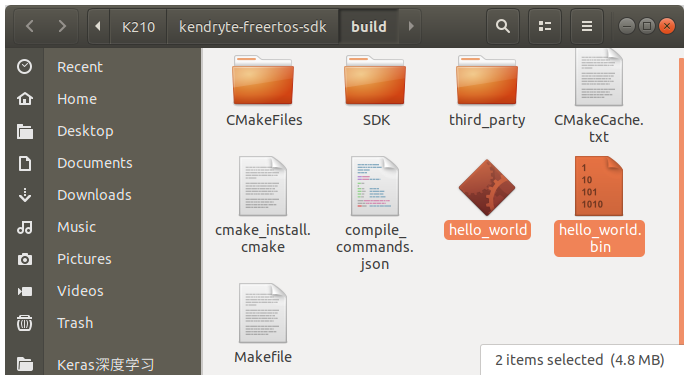 K210 kendryte-freertos-sdk build
Recent
Home
Desktop
Documents
Downloads
Music
Pictures
Videos
Trash
Keras深度学习
CMakeFiles SDK third_party CMakeCache.
txt
cmake_install. compile_ hello_world hello_world.
cmake commands. bin
json
1
10
101
1010
Makefile
2 items selected (4.8 MB)